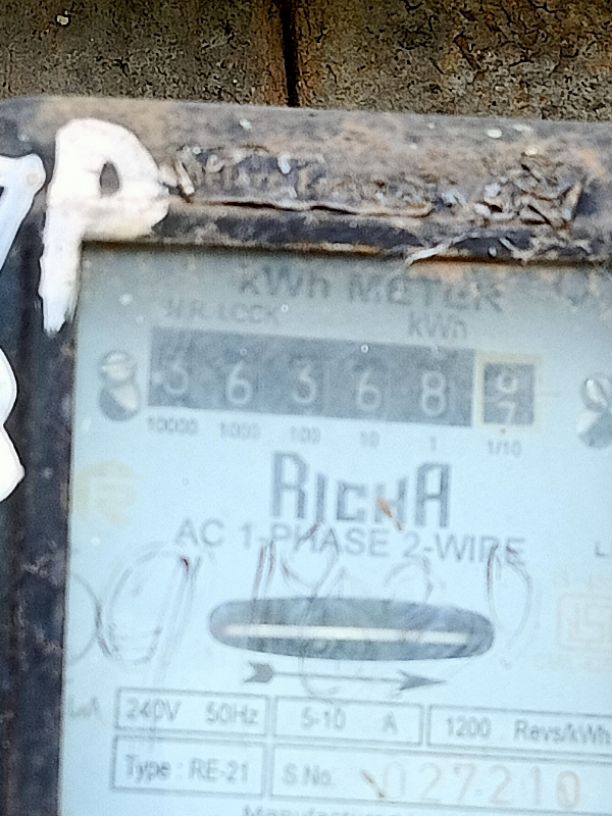 P
kWh METER
kWh
3 6 3 6 8
10000 1000 100 10 1 1/10
RICHA
AC 1-PHASE 2-WIRE
240V 50Hz 5-10 A 1200 Revs/kWh
Type : RE-21 S.No. 027210